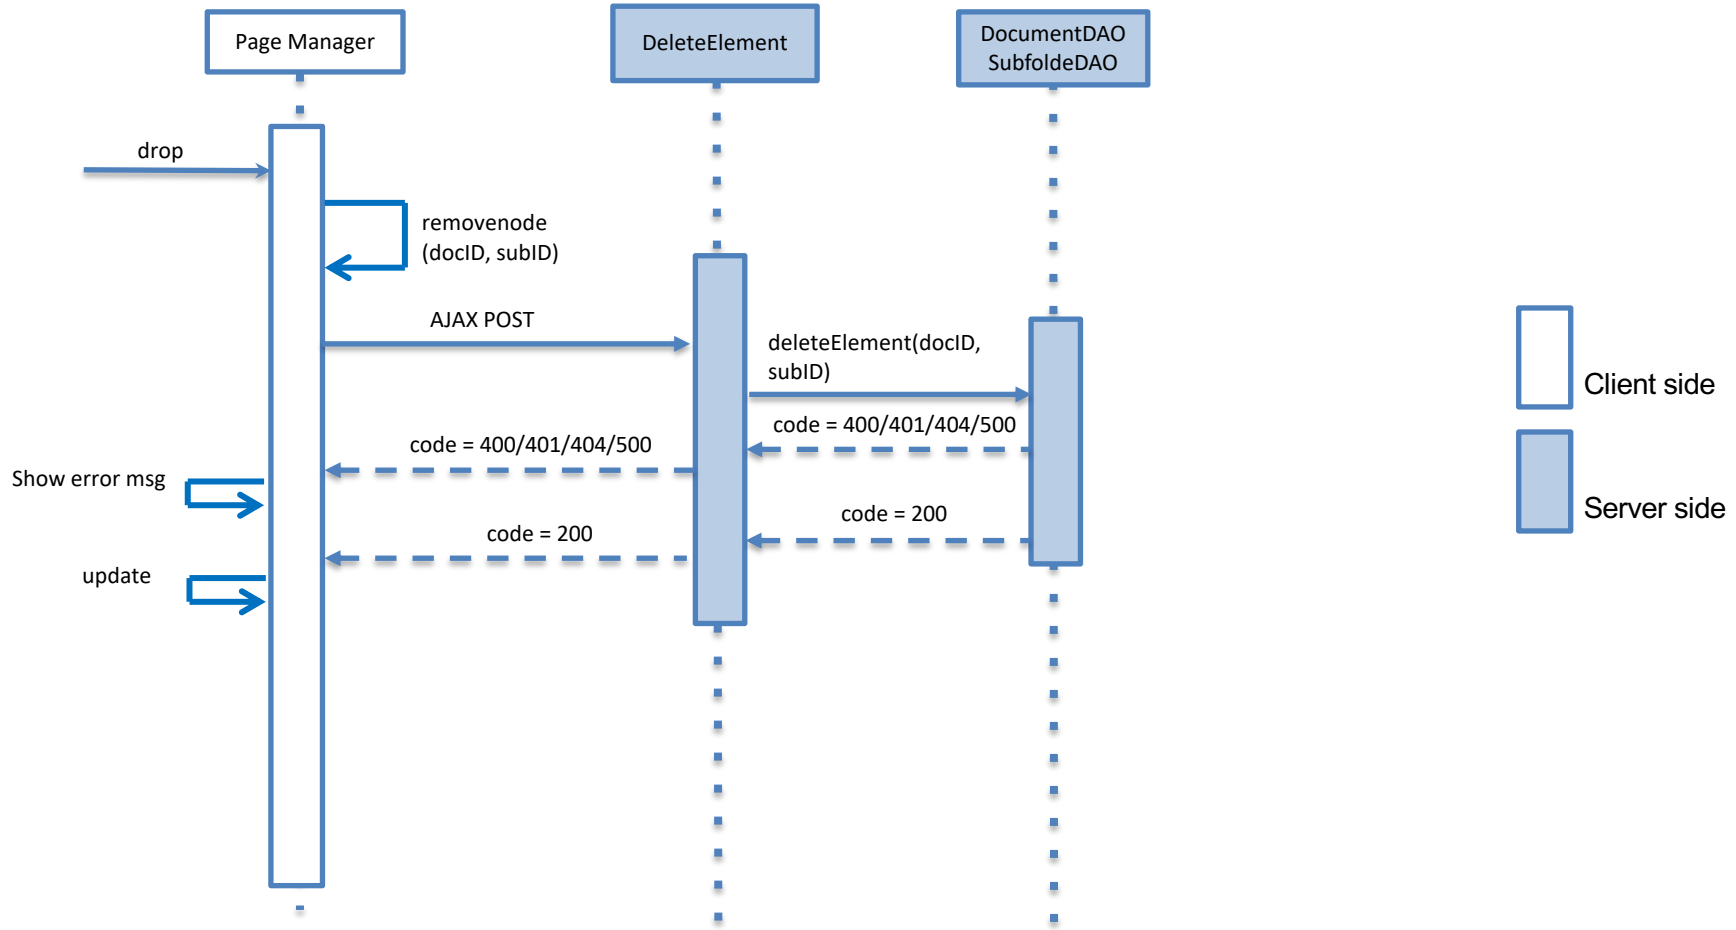 Page Manager
DeleteElement
DocumentDAO
SubfoldeDAO
drop
removenode
(docID, subID)
AJAX POST
deleteElement(docID,
subID)
code = 400/401/404/500
code = 400/401/404/500
Show error msg
code = 200
code = 200
update
Client side
Server side